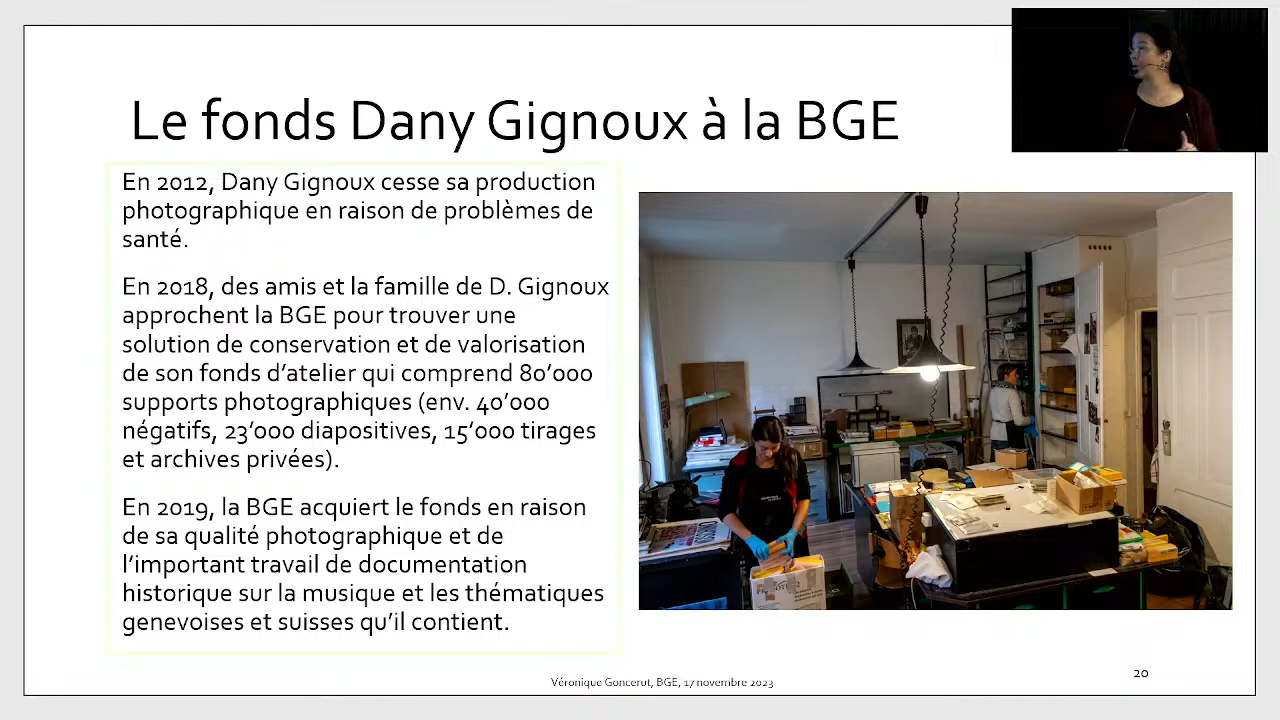 Le fonds Dany Gignoux à la BGE
En 2012, Dany Gignoux cesse sa production
photographique en raison de problèmes de
santé.
En 2018, des amis et la famille de D. Gignoux
approchent la BGE pour trouver une
solution de conservation et de valorisation
de son fonds d’atelier qui comprend 80’000
supports photographiques (env. 40’000
négatifs, 23’000 diapositives, 15’000 tirages
et archives privées).
En 2019, la BGE acquiert le fonds en raison
de sa qualité photographique et de
l’important travail de documentation
historique sur la musique et les thématiques
genevoises et suisses qu’il contient.
Véronique Goncerut, BGE, 17 novembre 2023
20